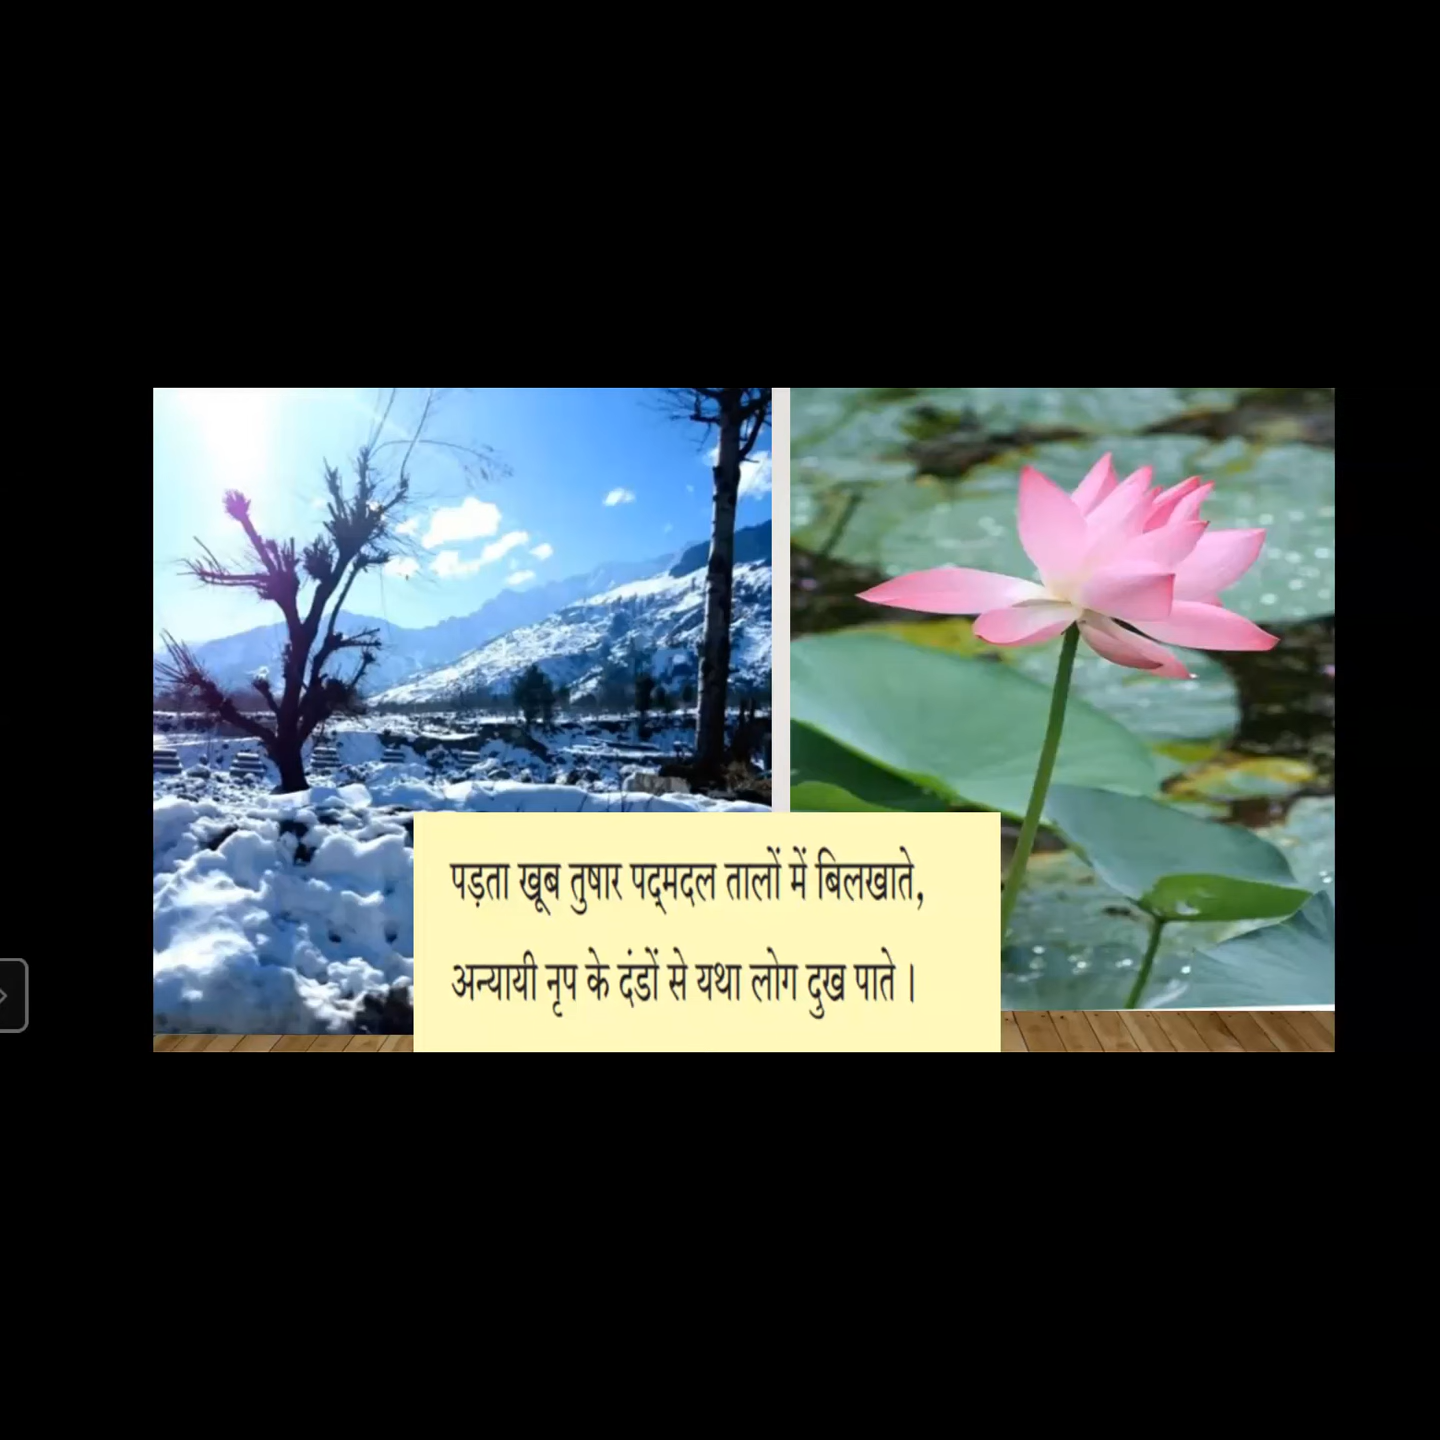 पड़ता खूब तुषार पद्‌मदल तालों में बिलखाते,
अन्यायी नृप के दंडों से यथा लोग दुख पाते ।